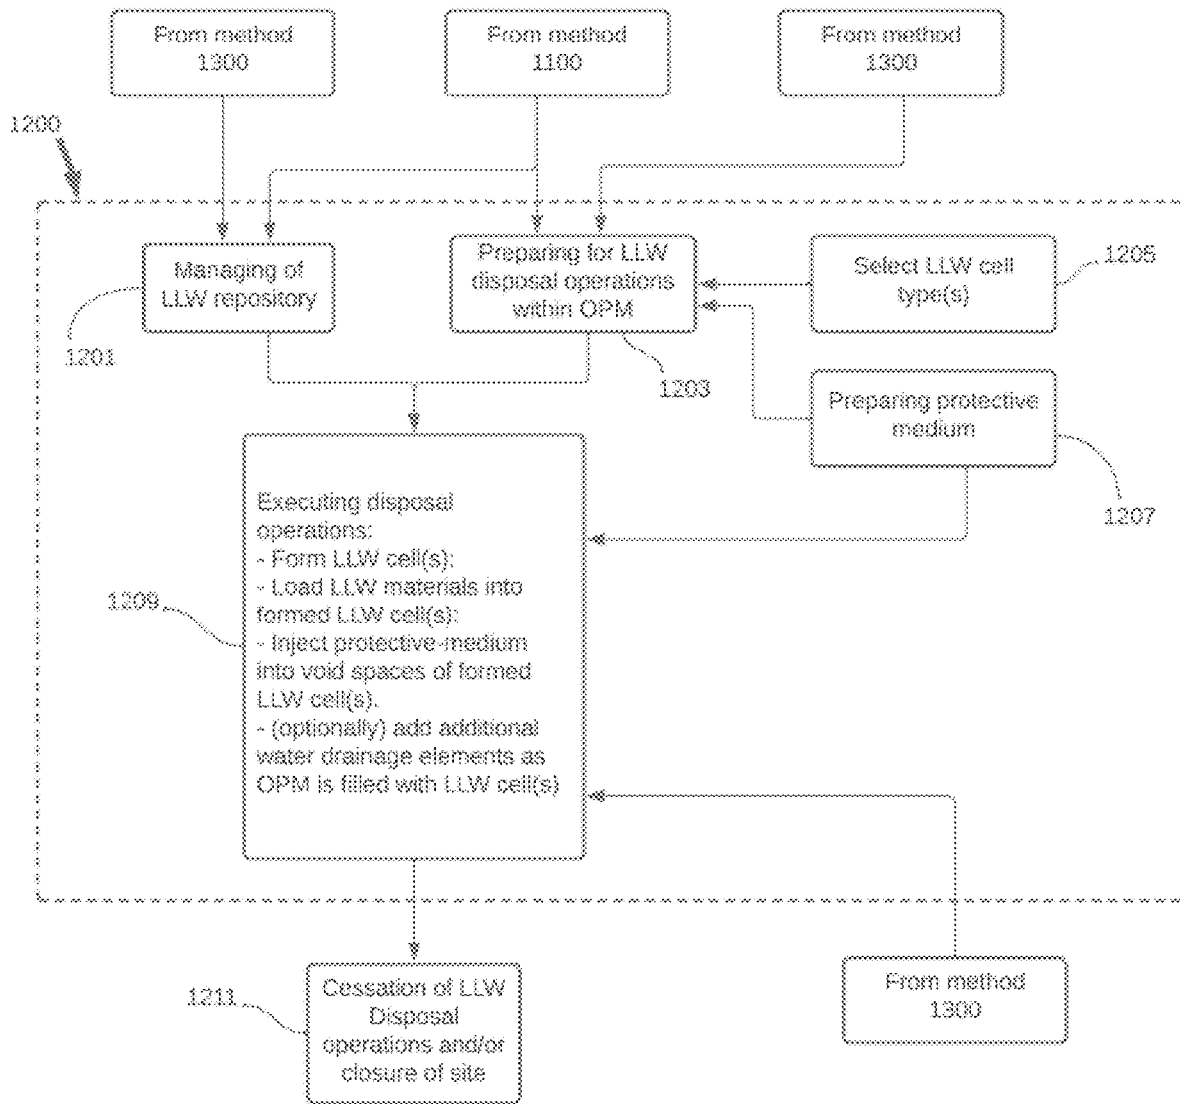 From method
1300
From method
1100
From method
1300
1200
Managing of
LLW repository
1201
Preparing for LLW
disposal operations
within OPM
1203
Select LLW cell
type(s)
1205
Preparing protective
medium
1207
Executing disposal
operations:
- Form LLW cell(s);
- Load LLW materials into
formed LLW cell(s);
- Inject protective-medium
into void spaces of formed
LLW cell(s).
- (optionally) add additional
water drainage elements as
OPM is filled with LLW cell(s)
1209
Cessation of LLW
Disposal
operations and/or
closure of site
1211
From method
1300